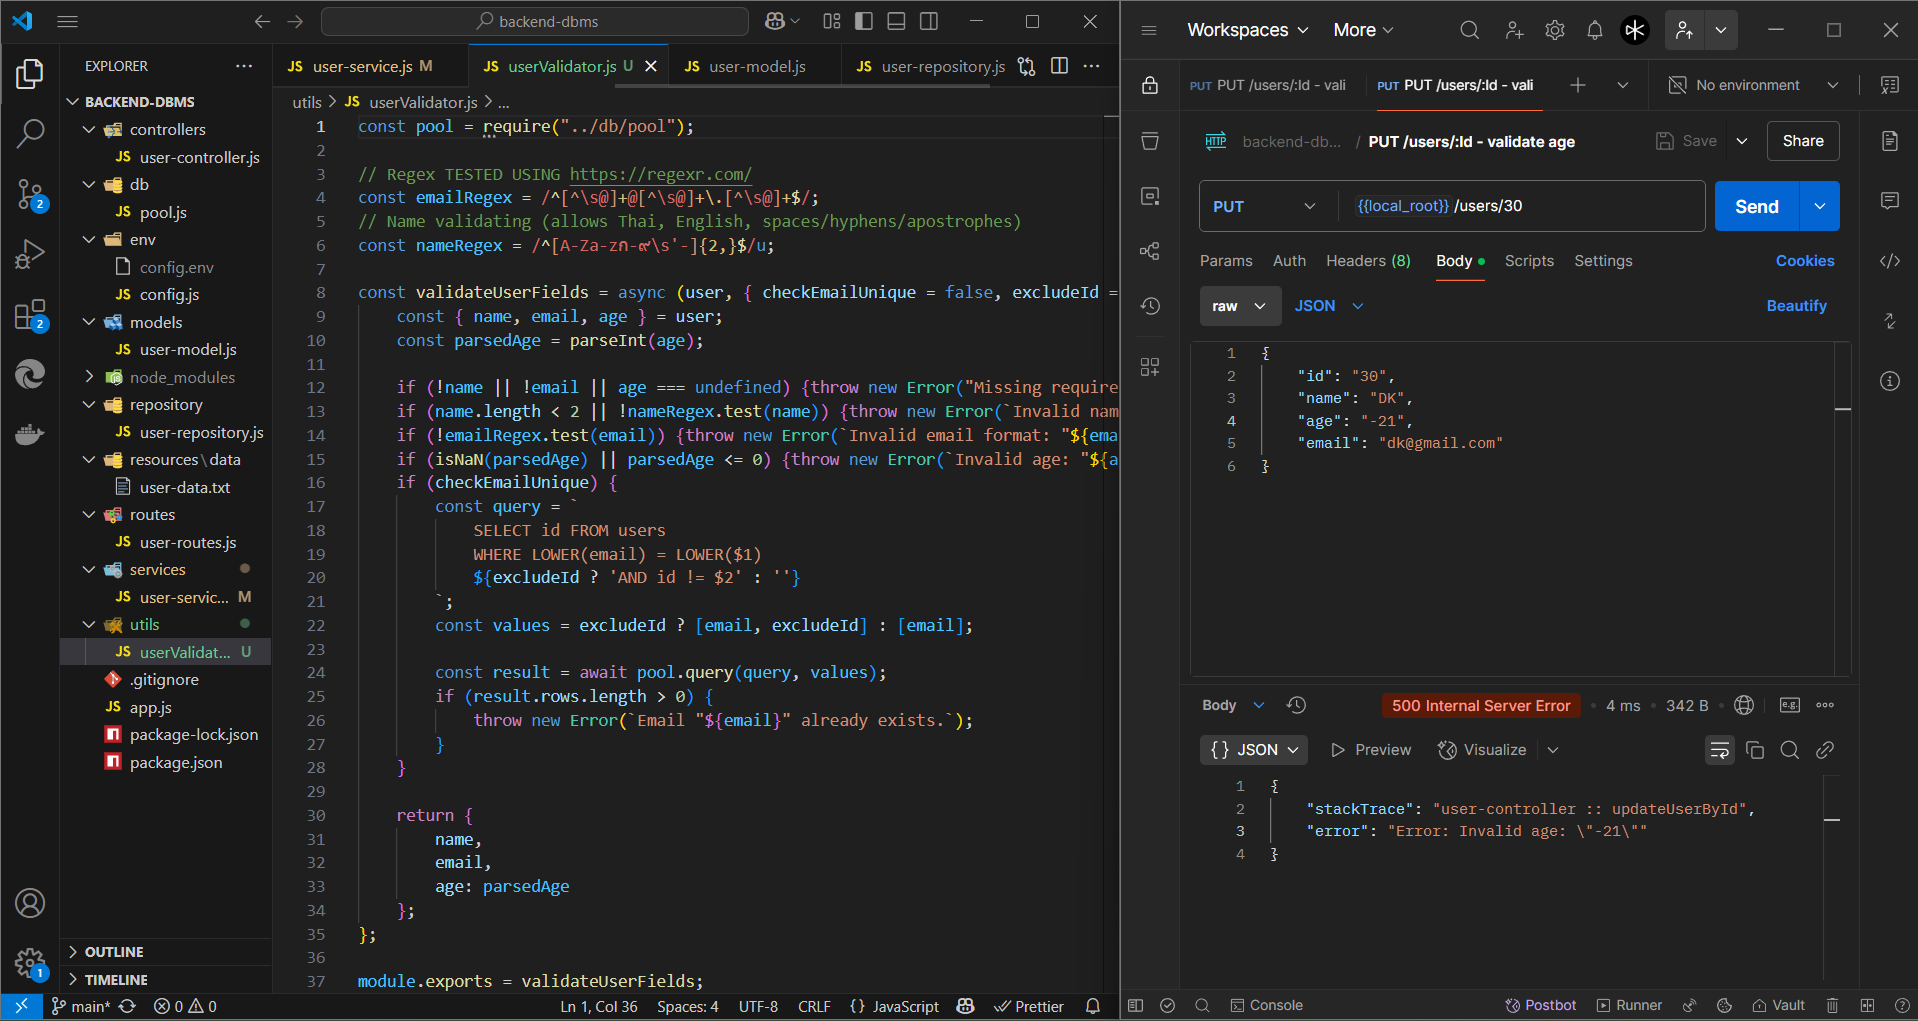 backend-dbms
EXPLORER
BACKEND-DBMS
controllers
JS user-controller.js
db
JS pool.js
env
config.env
JS config.js
models
JS user-model.js
node_modules
repository
JS user-repository.js
resources\data
user-data.txt
routes
JS user-routes.js
services
JS user-servic... M
utils
JS userValidat... U
.gitignore
JS app.js
package-lock.json
package.json
OUTLINE
TIMELINE
2
2
1
JS user-service.js M
JS userValidator.js U
JS user-model.js
JS user-repository.js
utils > JS userValidator.js > ...
1 const pool = require("../db/pool");
2
3 // Regex TESTED USING https://regexr.com/
4 const emailRegex = /^[^\s@]+@[^\s@]+\.[^\s@]+$/;
5 // Name validating (allows Thai, English, spaces/hyphens/apostrophes)
6 const nameRegex = /^[A-Za-zก-๙\s'-]{2,}$/u;
7
8 const validateUserFields = async (user, { checkEmailUnique = false, excludeId =
9 const { name, email, age } = user;
10 const parsedAge = parseInt(age);
11
12 if (!name || !email || age === undefined) {throw new Error("Missing require
13 if (name.length < 2 || !nameRegex.test(name)) {throw new Error(`Invalid nam
14 if (!emailRegex.test(email)) {throw new Error(`Invalid email format: "${ema
15 if (isNaN(parsedAge) || parsedAge <= 0) {throw new Error(`Invalid age: "${a
16 if (checkEmailUnique) {
17 const query = `
18 SELECT id FROM users
19 WHERE LOWER(email) = LOWER($1)
20 ${excludeId ? 'AND id != $2' : ''}
21 `;
22 const values = excludeId ? [email, excludeId] : [email];
23
24 const result = await pool.query(query, values);
25 if (result.rows.length > 0) {
26 throw new Error(`Email "${email}" already exists.`);
27 }
28 }
29
30 return {
31 name,
32 email,
33 age: parsedAge
34 };
35 };
36
37 module.exports = validateUserFields;
main* 0 0 Ln 1, Col 36 Spaces: 4 UTF-8 CRLF {} JavaScript Prettier
Workspaces More
PUT PUT /users/:Id - vali
PUT PUT /users/:Id - vali
No environment
HTTP backend-db... / PUT /users/:Id - validate age Save Share
PUT {{local_root}} /users/30 Send
Params Auth Headers (8) Body Scripts Settings Cookies
raw JSON Beautify
1 {
2 "id": "30",
3 "name": "DK",
4 "age": "-21",
5 "email": "dk@gmail.com"
6 }
Body 500 Internal Server Error • 4 ms • 342 B • e.g.
{} JSON Preview Visualize
1 {
2 "stackTrace": "user-controller :: updateUserById",
3 "error": "Error: Invalid age: \"-21\""
4 }
Console Postbot Runner Vault